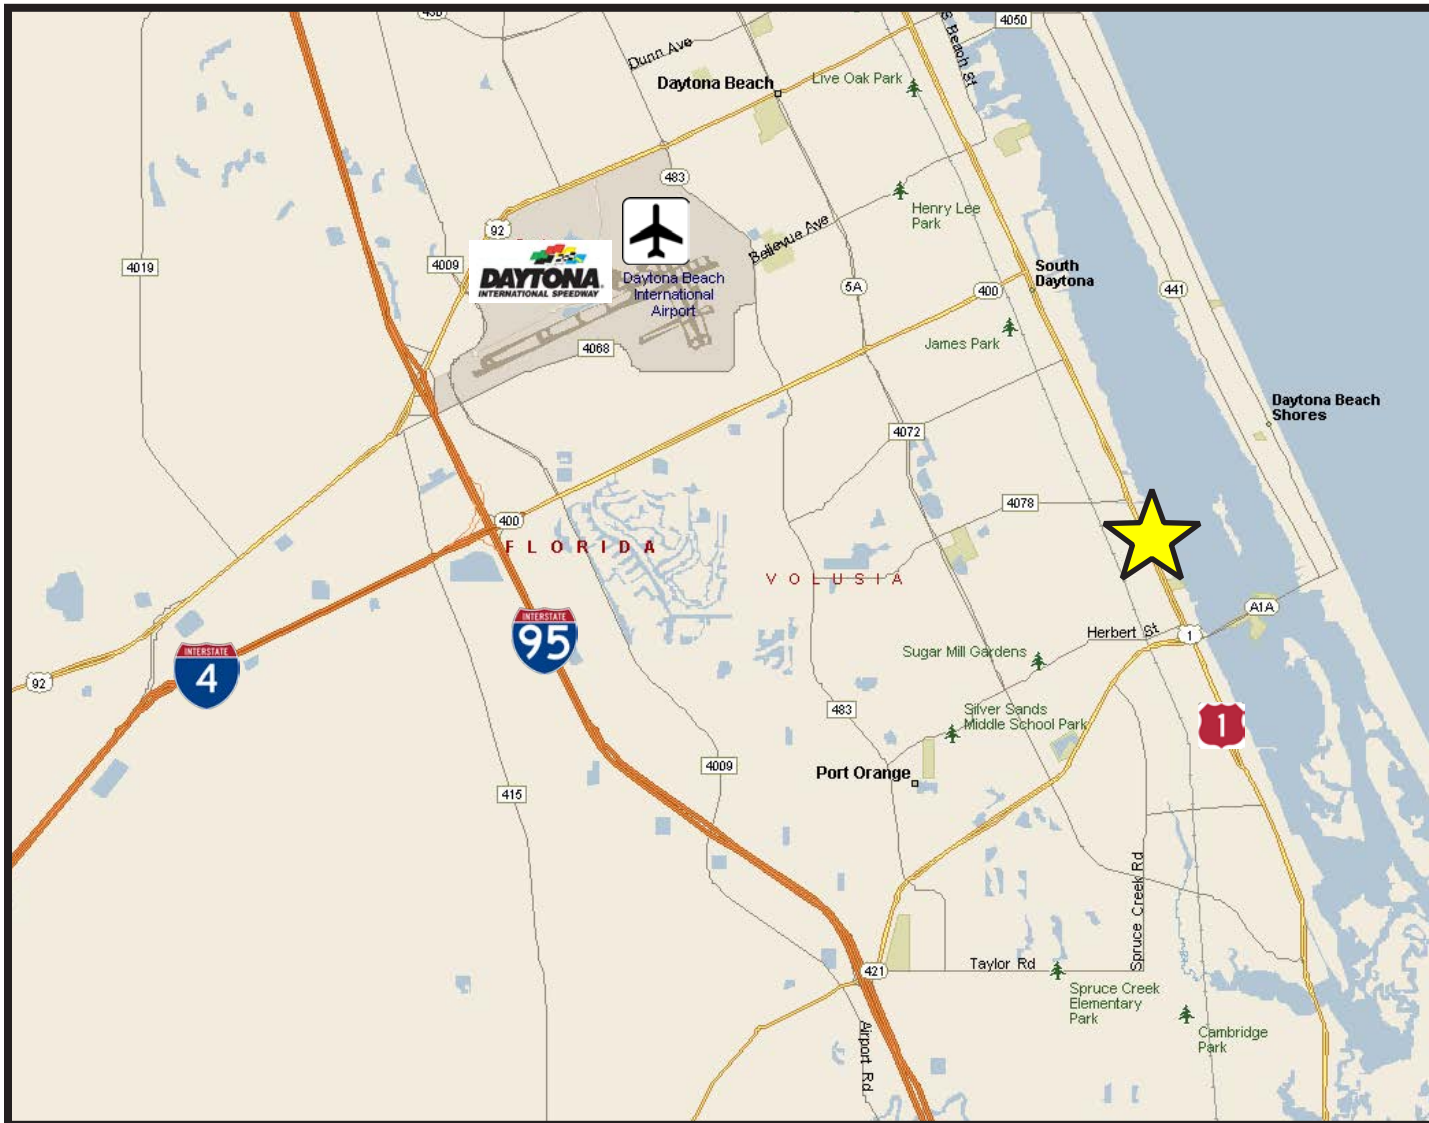 4050
S Beach St
Dunn Ave
Daytona Beach
Live Oak Park
483
Henry Lee
Park
92
Bellevue Ave
4019
4009
DAYTONA
INTERNATIONAL SPEEDWAY
Daytona Beach
International
Airport
South
Daytona
5A
400
441
James Park
4068
Daytona Beach
Shores
4072
4078
400
FLORIDA
VOLUSIA
A1A
INTERSTATE
95
Herbert St
1
INTERSTATE
4
Sugar Mill Gardens
92
483
Silver Sands
Middle School Park
1
4009
Port Orange
415
Spruce Creek Rd
421
Taylor Rd
Spruce Creek
Elementary
Park
Airport Rd
Cambridge
Park